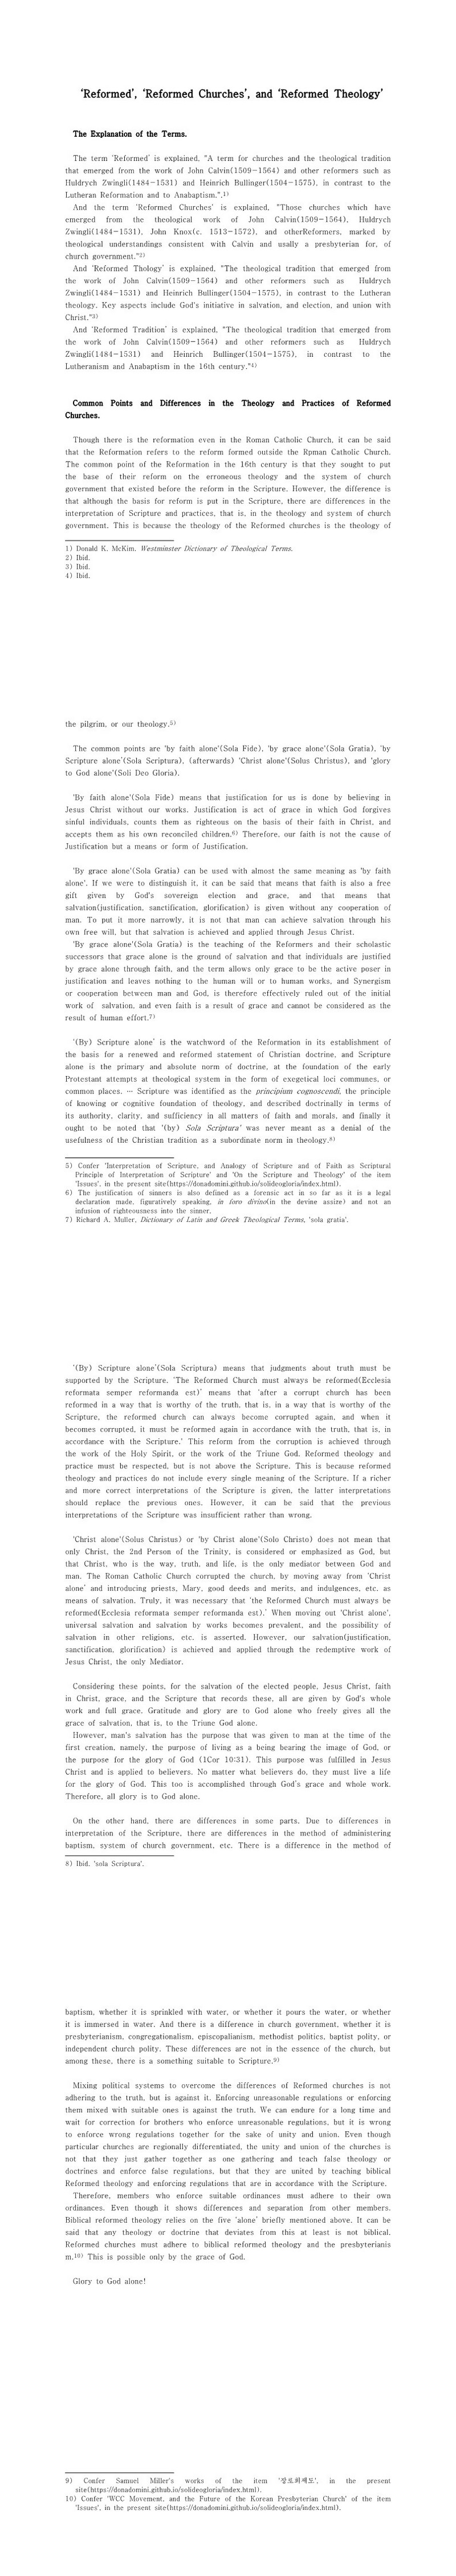 ‘Reformed’, ‘Reformed Churches’, and ‘Reformed Theology’
The Explanation of the Terms.
The term ‘Reformed’ is explained, "A term for churches and the theological tradition
that emerged from the work of John Calvin(1509-1564) and other reformers such as
Huldrych Zwingli(1484-1531) and Heinrich Bullinger(1504-1575), in contrast to the
Lutheran Reformation and to Anabaptism.".1)
And the term ‘Reformed Churches’ is explained, "Those churches which have
emerged from the theological work of John Calvin(1509-1564), Huldrych
Zwingli(1484-1531), John Knox(c. 1513-1572), and otherReformers, marked by
theological understandings consistent with Calvin and usally a presbyterian for, of
church government."2)
And ‘Reformed Thology’ is explained, "The theological tradition that emerged from
the work of John Calvin(1509-1564) and other reformers such as Huldrych
Zwingli(1484-1531) and Heinrich Bullinger(1504-1575), in contrast to the Lutheran
theology. Key aspects include God's initiative in salvation, and election, and union with
Christ."3)
And ‘Reformed Tradition’ is explained, "The theological tradition that emerged from
the work of John Calvin(1509-1564) and other reformers such as Huldrych
Zwingli(1484-1531) and Heinrich Bullinger(1504-1575), in contrast to the
Lutheranism and Anabaptism in the 16th century."4)
Common Points and Differences in the Theology and Practices of Reformed
Churches.
Though there is the reformation even in the Roman Catholic Church, it can be said
that the Reformation refers to the reform formed outside the Rpman Catholic Church.
The common point of the Reformation in the 16th century is that they sought to put
the base of their reform on the erroneous theology and the system of church
government that existed before the reform in the Scripture. However, the difference is
that although the basis for reform is put in the Scripture, there are differences in the
interpretation of Scripture and practices, that is, in the theology and system of church
government. This is because the theology of the Reformed churches is the theology of
1) Donald K, McKim, Westminster Dictionary of Theological Terms.
2) Ibid.
3) Ibid.
4) Ibid.
the pilgrim, or our theology.5)
The common points are 'by faith alone'(Sola Fide), 'by grace alone'(Sola Gratia), ‘by
Scripture alone’(Sola Scriptura), (afterwards) 'Christ alone'(Solus Christus), and 'glory
to God alone'(Soli Deo Gloria).
'By faith alone'(Sola Fide) means that justification for us is done by believing in
Jesus Christ without our works. Justification is act of grace in which God forgives
sinful individuals, counts them as righteous on the basis of their faith in Christ, and
accepts them as his own reconciled children.6) Therefore, our faith is not the cause of
Justification but a means or form of Justification.
'By grace alone'(Sola Gratia) can be used with almost the same meaning as 'by faith
alone'. If we were to distinguish it, it can be said that means that faith is also a free
gift given by God's sovereign election and grace, and that means that
salvation(justification, sanctification, glorification) is given without any cooperation of
man. To put it more narrowly, it is not that man can achieve salvation through his
own free will, but that salvation is achieved and applied through Jesus Christ.
'By grace alone'(Sola Gratia) is the teaching of the Reformers and their scholastic
successors that grace alone is the ground of salvation and that individuals are justified
by grace alone through faith, and the term allows only grace to be the active poser in
justification and leaves nothing to the human will or to human works, and Synergism
or cooperation between man and God, is therefore effectively ruled out of the initial
work of salvation, and even faith is a result of grace and cannot be considered as the
result of human effort.7)
‘(By) Scripture alone’ is the watchword of the Reformation in its establishment of
the basis for a renewed and reformed statement of Christian doctrine, and Scripture
alone is the primary and absolute norm of doctrine, at the foundation of the early
Protestant attempts at theological system in the form of exegetical loci communes, or
common places. … Scripture was identified as the principium cognoscendi, the principle
of knowing or cognitive foundation of theology, and described doctrinally in terms of
its authority, clarity, and sufficiency in all matters of faith and morals, and finally it
ought to be noted that '(by) Sola Scriptura' was never meant as a denial of the
usefulness of the Christian tradition as a subordinate norm in theology.8)
5) Confer 'Interpretation of Scripture, and Analogy of Scripture and of Faith as Scriptural
Principle of Interpretation of Scripture' and 'On the Scripture and Theology' of the item
'Issues', in the present site(https://donadomini.github.io/solideogloria/index.html).
6) The justification of sinners is also defined as a forensic act in so far as it is a legal
declaration made, figuratively speaking, in foro divino(in the devine assize) and not an
infusion of righteousness into the sinner.
7) Richard A. Muller, Dictionary of Latin and Greek Theological Terms, 'sola gratia'.
‘(By) Scripture alone’(Sola Scriptura) means that judgments about truth must be
supported by the Scripture. ‘The Reformed Church must always be reformed(Ecclesia
reformata semper reformanda est)’ means that ‘after a corrupt church has been
reformed in a way that is worthy of the truth, that is, in a way that is worthy of the
Scripture, the reformed church can always become corrupted again, and when it
becomes corrupted, it must be reformed again in accordance with the truth, that is, in
accordance with the Scripture.’ This reform from the corruption is achieved through
the work of the Holy Spirit, or the work of the Triune God. Reformed theology and
practice must be respected, but is not above the Scripture. This is because reformed
theology and practices do not include every single meaning of the Scripture. If a richer
and more correct interpretations of the Scripture is given, the latter interpretations
should replace the previous ones. However, it can be said that the previous
interpretations of the Scripture was insufficient rather than wrong.
'Christ alone'(Solus Christus) or 'by Christ alone'(Solo Christo) does not mean that
only Christ, the 2nd Person of the Trinity, is considered or emphasized as God, but
that Christ, who is the way, truth, and life, is the only mediator between God and
man. The Roman Catholic Church corrupted the church, by moving away from 'Christ
alone' and introducing priests, Mary, good deeds and merits, and indulgences, etc. as
means of salvation. Truly, it was necessary that ‘the Reformed Church must always be
reformed(Ecclesia reformata semper reformanda est).’ When moving out 'Christ alone',
universal salvation and salvation by works becomes prevalent, and the possibility of
salvation in other religions, etc. is asserted. However, our salvation(justification,
sanctification, glorification) is achieved and applied through the redemptive work of
Jesus Christ, the only Mediator.
Considering these points, for the salvation of the elected people, Jesus Christ, faith
in Christ, grace, and the Scripture that records these, all are given by God's whole
work and full grace. Gratitude and glory are to God alone who freely gives all the
grace of salvation, that is, to the Triune God alone.
However, man's salvation has the purpose that was given to man at the time of the
first creation, namely, the purpose of living as a being bearing the image of God, or
the purpose for the glory of God (1Cor 10:31). This purpose was fulfilled in Jesus
Christ and is applied to believers. No matter what believers do, they must live a life
for the glory of God. This too is accomplished through God's grace and whole work.
Therefore, all glory is to God alone.
On the other hand, there are differences in some parts. Due to differences in
interpretation of the Scripture, there are differences in the method of administering
baptism, system of church government, etc. There is a difference in the method of
8) Ibid, 'sola Scriptura'.
baptism, whether it is sprinkled with water, or whether it pours the water, or whether
it is immersed in water. And there is a difference in church government, whether it is
presbyterianism, congregationalism, episcopalianism, methodist politics, baptist polity, or
independent church polity. These differences are not in the essence of the church, but
among these, there is a something suitable to Scripture.9)
Mixing political systems to overcome the differences of Reformed churches is not
adhering to the truth, but is against it. Enforcing unreasonable regulations or enforcing
them mixed with suitable ones is against the truth. We can endure for a long time and
wait for correction for brothers who enforce unreasonable regulations, but it is wrong
to enforce wrong regulations together for the sake of unity and union. Even though
particular churches are regionally differentiated, the unity and union of the churches is
not that they just gather together as one gathering and teach false theology or
doctrines and enforce false regulations, but that they are united by teaching biblical
Reformed theology and enforcing regulations that are in accordance with the Scripture.
Therefore, members who enforce suitable ordinances must adhere to their own
ordinances. Even though it shows differences and separation from other members.
Biblical reformed theology relies on the five ‘alone’ briefly mentioned above. It can be
said that any theology or doctrine that deviates from this at least is not biblical.
Reformed churches must adhere to biblical reformed theology and the presbyterianis
m.10) This is possible only by the grace of God.
Glory to God alone!
9) Confer Samuel Miller's works of the item '장로회제도', in the present
site(https://donadomini.github.io/solideogloria/index.html).
10) Confer 'WCC Movement, and the Future of the Korean Presbyterian Church' of the item
'Issues', in the present site(https://donadomini.github.io/solideogloria/index.html).